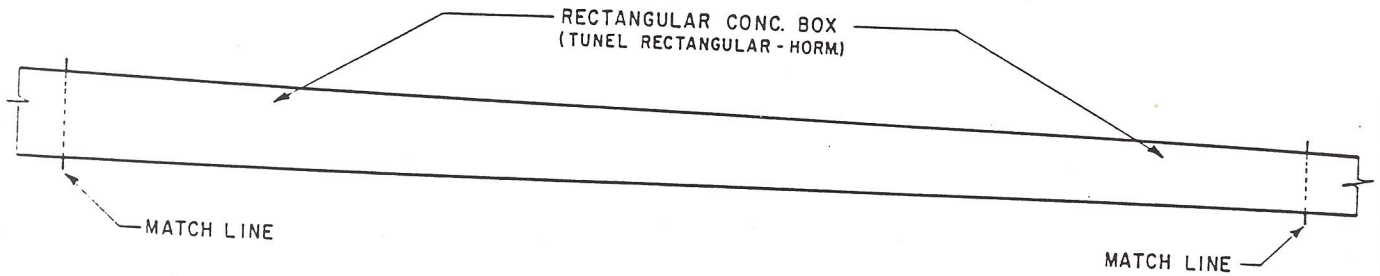 RECTANGULAR CONC. BOX
(TUNEL RECTANGULAR-HORM.)
MATCH LINE
MATCH LINE